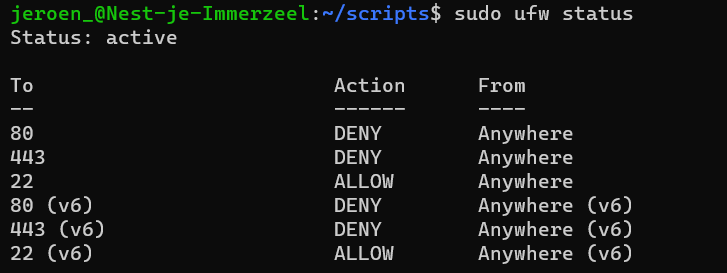 jeroen_@Nest-je-Immerzeel:~/scripts$ sudo ufw status
Status: active
To Action From
-- ------ ----
80 DENY Anywhere
443 DENY Anywhere
22 ALLOW Anywhere
80 (v6) DENY Anywhere (v6)
443 (v6) DENY Anywhere (v6)
22 (v6) ALLOW Anywhere (v6)